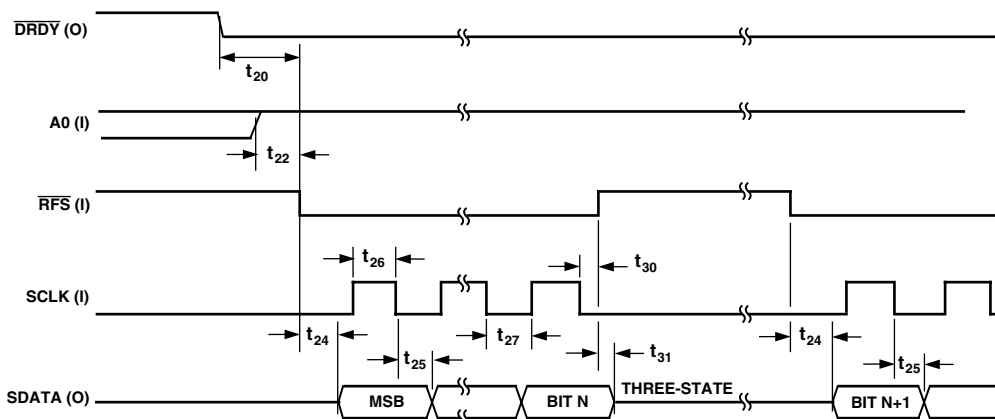 DRDY (O)
t20
A0 (I)
t22
RFS (I)
t26
t30
SCLK (I)
t24
t27
t24
t25
t31
t25
SDATA (O)
MSB
BIT N
THREE-STATE
BIT N+1